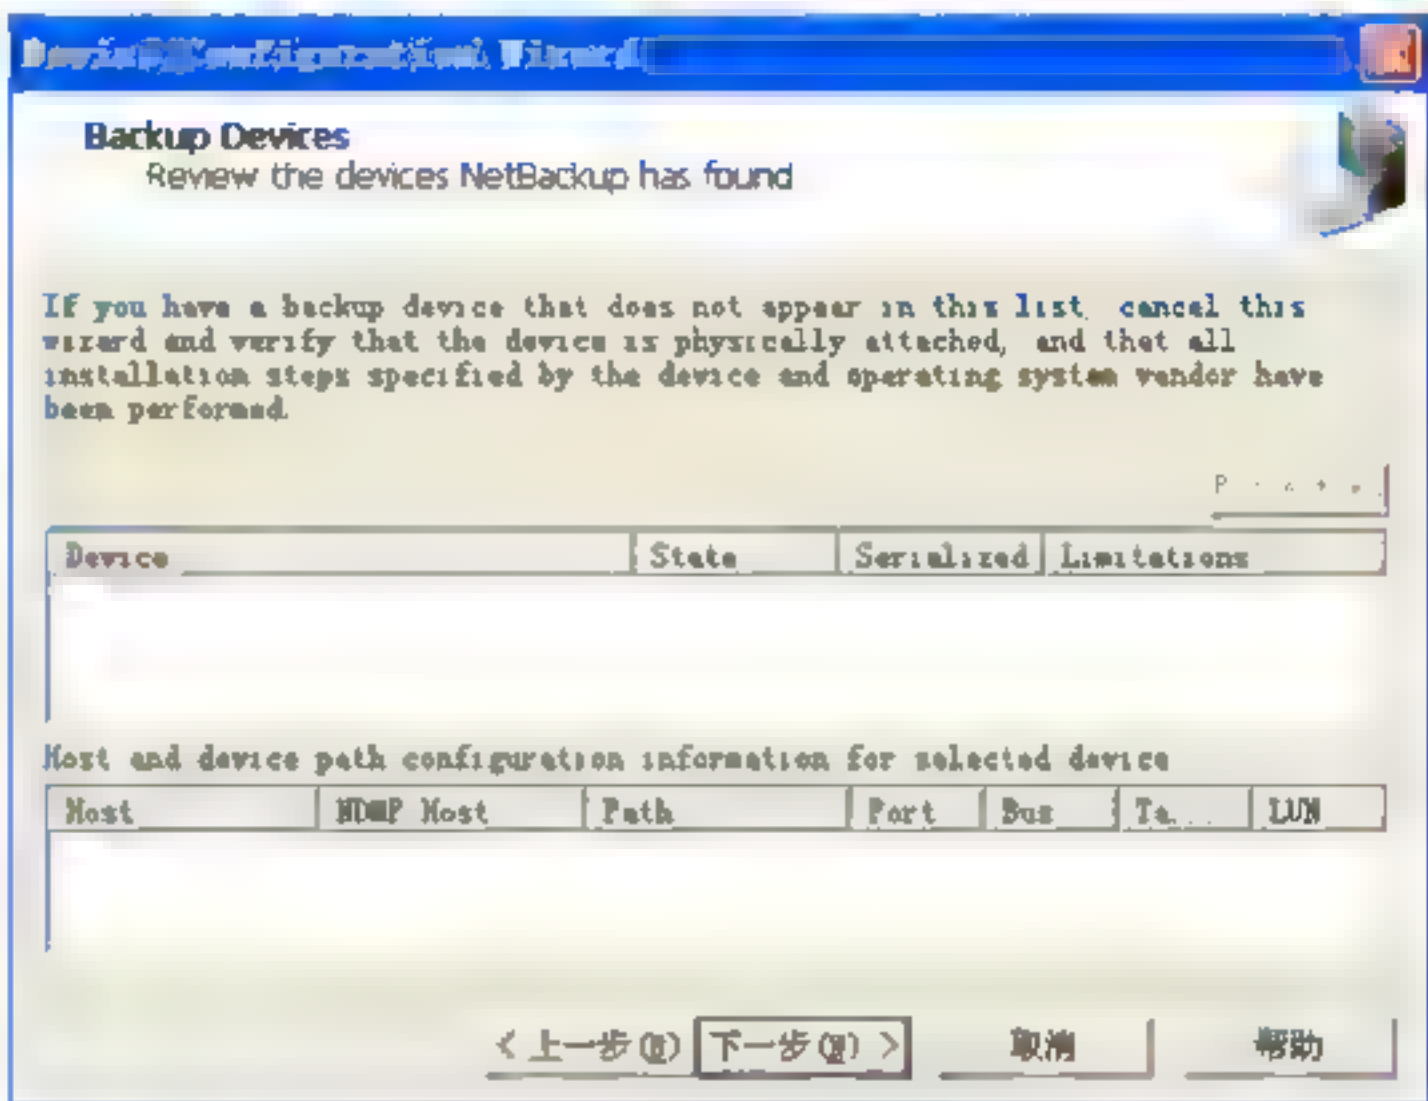 Device Configuration Wizard
Backup Devices
Review the devices NetBackup has found
If you have a backup device that does not appear in this list, cancel this
wizard and verify that the device is physically attached, and that all
installation steps specified by the device and operating system vendor have
been performed.
Device State Serialized Limitations
Host and device path configuration information for selected device
Host NDMP Host Path Port Bus Ta... LUN
< 上一步(B) 下一步(N) > 取消 帮助